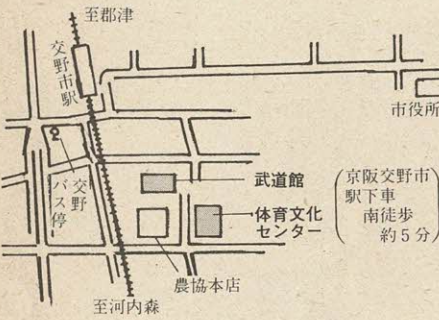 至郡津
交野市駅
市役所
交野
バス停
武道館
体育文化
センター
京阪交野市
駅下車
南徒歩
約5分
農協本店
至河内森